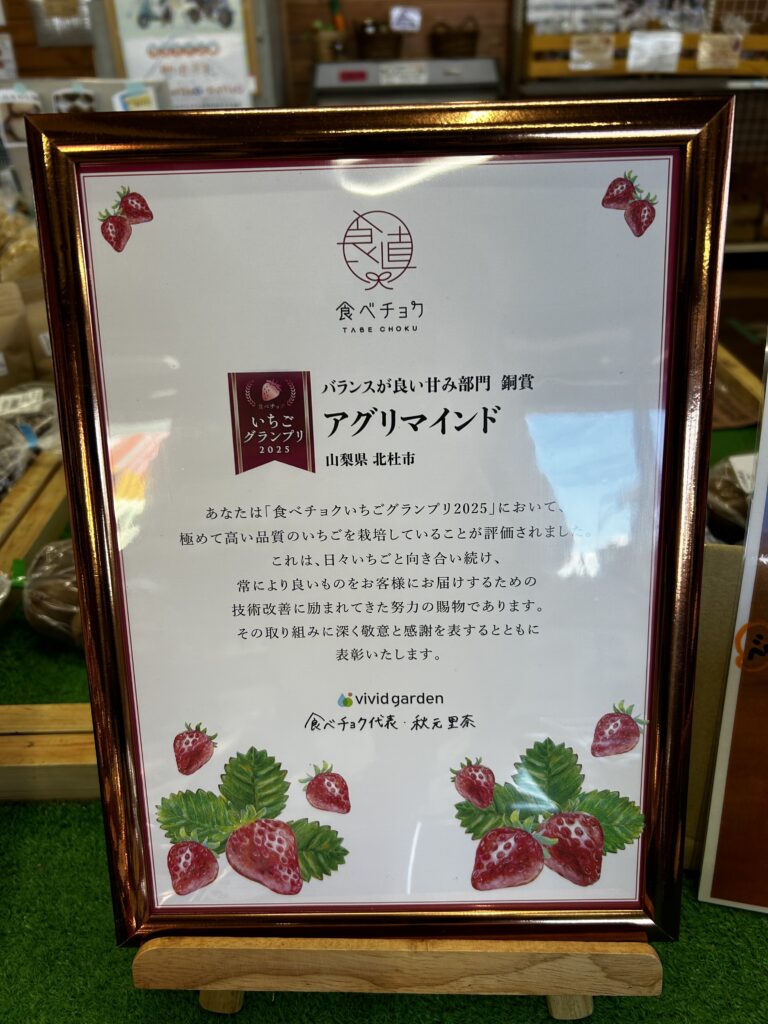 食直
食べチョク
TABE CHOKU
食べチョク
いちご
グランプリ
2025
バランスが良い甘み部門 銅賞
アグリマインド
山梨県 北杜市
あなたは「食べチョクいちごグランプリ2025」において、
極めて高い品質のいちごを栽培していることが評価されました。
これは、日々いちごと向き合い続け、
常により良いものをお客様にお届けするための
技術改善に励まれてきた努力の賜物であります。
その取り組みに深く敬意と感謝を表するとともに
表彰いたします。
vivid garden
食べチョク代表・秋元里奈